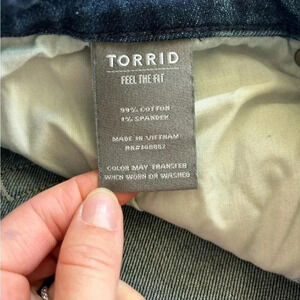 TORRID
FEEL THE FIT
99% COTTON
1% SPANDEX
MADE IN VIETNAM
COLOR MAY TRANSFER
WHEN WORN OR WASHED